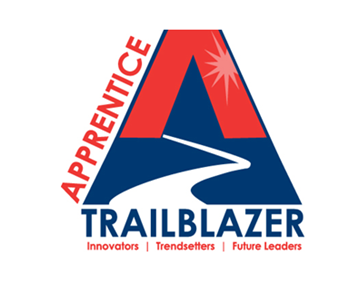 APPRENTICE
TRAILBLAZER
Innovators | Trendsetters | Future Leaders